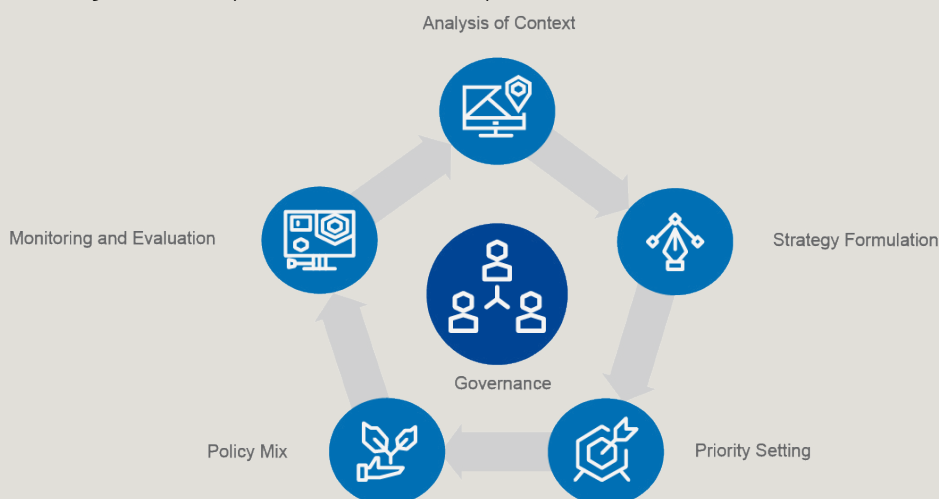 Analysis of Context
Monitoring and Evaluation
Strategy Formulation
Governance
Policy Mix
Priority Setting